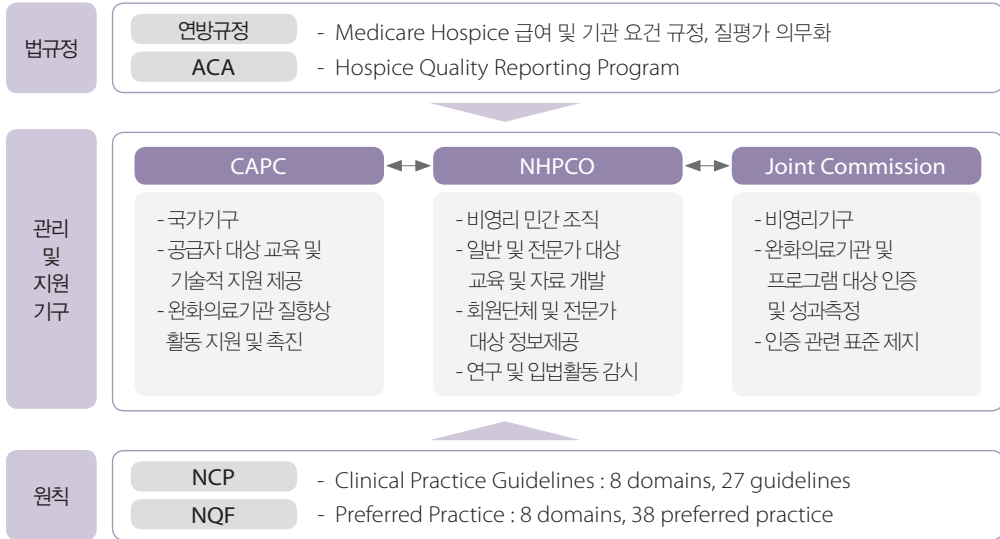 법규정
연방규정 - Medicare Hospice 급여 및 기관 요건 규정, 질평가 의무화
ACA - Hospice Quality Reporting Program
관리
및
지원
기구
CAPC
- 국가기구
- 공급자 대상 교육 및
기술적 지원 제공
- 완화의료기관 질향상
활동 지원 및 촉진
NHPCO
- 비영리 민간 조직
- 일반 및 전문가 대상
교육 및 자료 개발
- 회원단체 및 전문가
대상 정보제공
- 연구 및 입법활동 감시
Joint Commission
- 비영리기구
- 완화의료기관 및
프로그램 대상 인증
및 성과측정
- 인증 관련 표준 제지
원칙
NCP - Clinical Practice Guidelines : 8 domains, 27 guidelines
NQF - Preferred Practice : 8 domains, 38 preferred practice